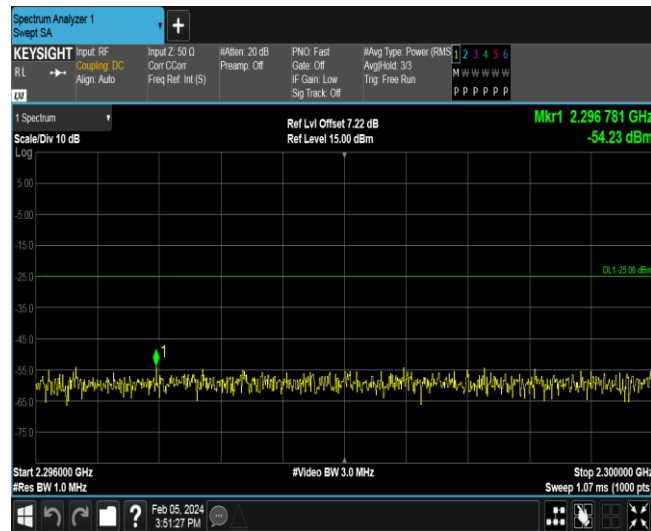 Spectrum Analyzer 1
Swept SA
+
KEYSIGHT
RL
LXI
Input: RF
Coupling: DC
Align: Auto
Input Z: 50 Ω
Corr CCorr
Freq Ref: Int (S)
#Atten: 20 dB
Preamp: Off
PNO: Fast
Gate: Off
IF Gain: Low
Sig Track: Off
#Avg Type: Power (RMS
Avg|Hold: 3/3
Trig: Free Run
1 2 3 4 5 6
M W W W W W
P P P P P P
1 Spectrum
Scale/Div 10 dB
Log
Ref Lvl Offset 7.22 dB
Ref Level 15.00 dBm
Mkr1 2.296 781 GHz
-54.23 dBm
5.00
-5.00
-15.0
-25.0
DL1 -25.00 dBm
-35.0
-45.0
1
-55.0
-65.0
-75.0
Start 2.296000 GHz
#Res BW 1.0 MHz
#Video BW 3.0 MHz
Stop 2.300000 GHz
Sweep 1.07 ms (1000 pts)
?
Feb 05, 2024
3:51:27 PM